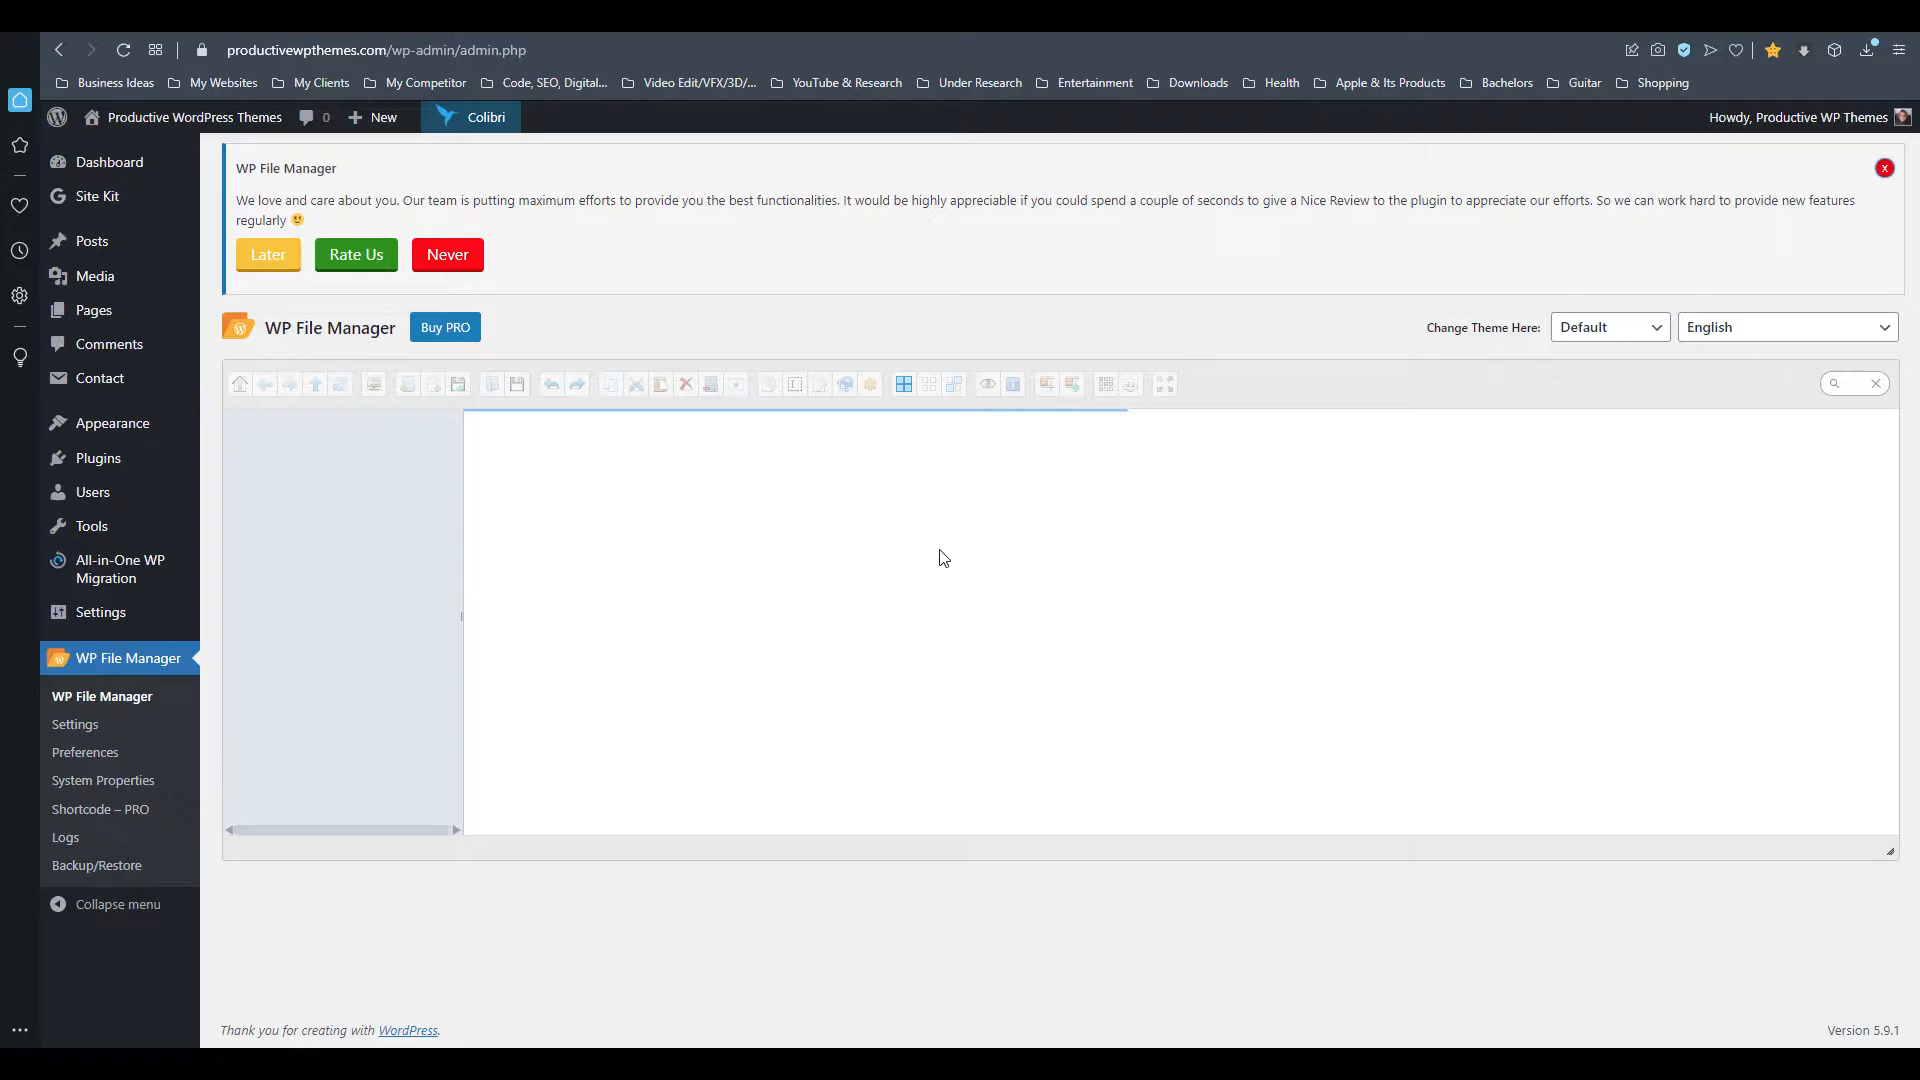 productivewpthemes.com/wp-admin/admin.php
Business Ideas
My Websites
My Clients
My Competitor
Code, SEO, Digital...
Video Edit/VFX/3D/...
YouTube & Research
Under Research
Entertainment
Downloads
Health
Apple & Its Products
Bachelors
Guitar
Shopping
Productive WordPress Themes
0
New
Colibri
Howdy, Productive WP Themes
Dashboard
Site Kit
Posts
Media
Pages
Comments
Contact
Appearance
Plugins
Users
Tools
All-in-One WP
Migration
Settings
WP File Manager
WP File Manager
Settings
Preferences
System Properties
Shortcode – PRO
Logs
Backup/Restore
Collapse menu
WP File Manager
X
We love and care about you. Our team is putting maximum efforts to provide you the best functionalities. It would be highly appreciable if you could spend a couple of seconds to give a Nice Review to the plugin to appreciate our efforts. So we can work hard to provide new features
regularly
Later
Rate Us
Never
WP File Manager
Buy PRO
Change Theme Here:
Default
English
Thank you for creating with WordPress.
Version 5.9.1